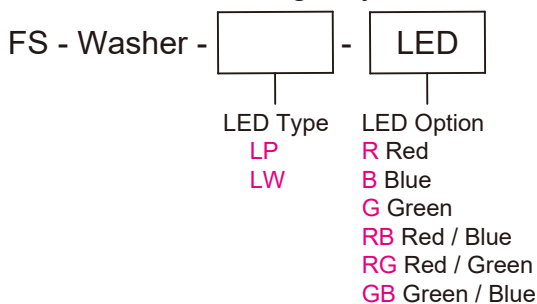 FS - Washer - - LED
LED Type LED Option
LP R Red
LW B Blue
G Green
RB Red / Blue
RG Red / Green
GB Green / Blue